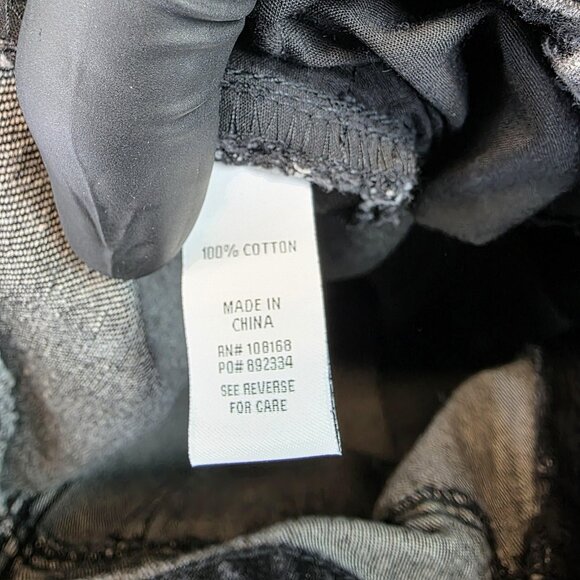 100% COTTON
MADE IN
CHINA
RN# 108168
PO# 892334
SEE REVERSE
FOR CARE